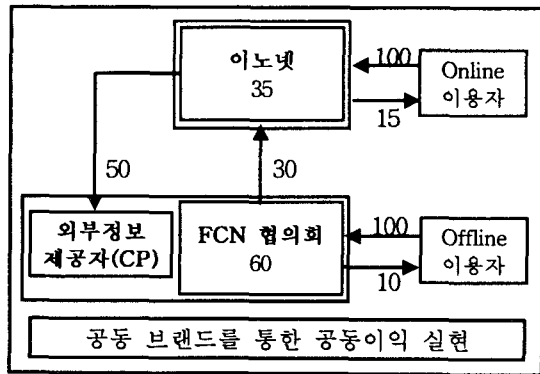 이노넷
35
100
15
Online
이용자
50
30
외부정보
제공자(CP)
FCN 협의회
60
100
10
Offline
이용자
공동 브랜드를 통한 공동이익 실현